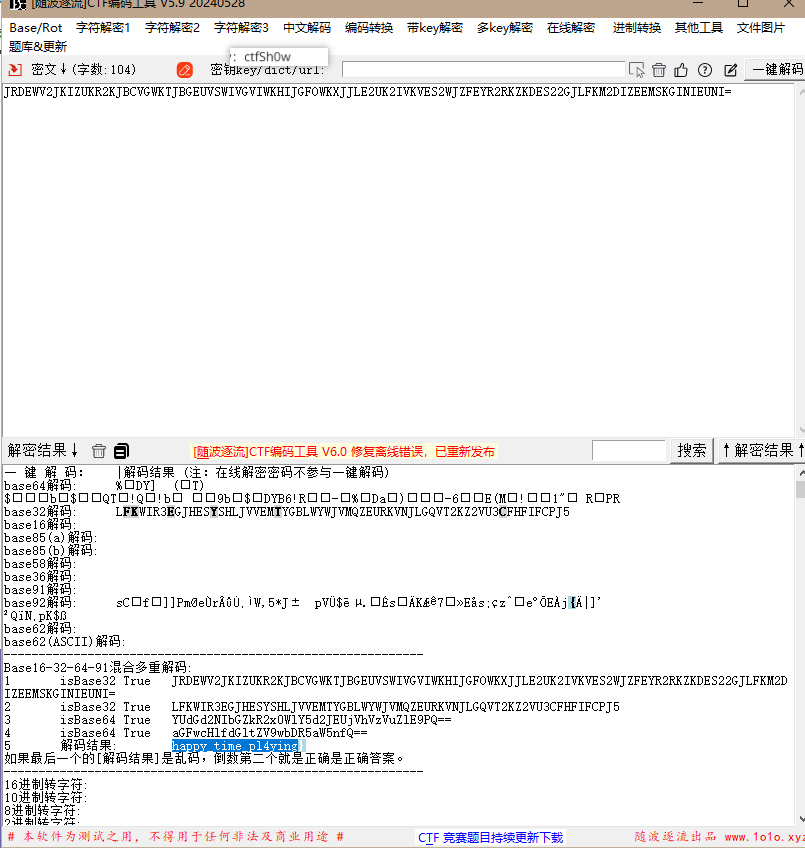 [随波逐流]CTF编码工具 V5.9 20240528
Base/Rot 字符解密1 字符解密2 字符解密3 中文解码 编码转换 带key解密 多key解密 在线解密 进制转换 其他工具 文件图片
题库&更新
: ctfSh0w
密文↓(字数:104) 密钥key/dict/url: 一键解码
JRDEWV2JKIZUKR2KJBCVGWKTJBGEUVSWIVGVIWKHIJGFOWKXJJLE2UK2IVKVES2WJZFEYR2RKZKDES22GJLFKM2DIZEEMSKGINIEUNI=
解密结果↓ [随波逐流]CTF编码工具 V6.0 修复离线错误，已重新发布 搜索 ↑解密结果↑
一 键 解 码: |解码结果 (注: 在线解密密码不参与一键解码)
base64解码:
base32解码: LFKWIR3EGJHESYSHLJVVEMTYGBLWYWJVMQZEURKVNJLGQVT2KZ2VU3CFHFIFCPJ5
base16解码:
base85(a)解码:
base85(b)解码:
base58解码:
base36解码:
base91解码:
base92解码:
base62解码:
base62(ASCII)解码:
Base16-32-64-91混合多重解码:
1 isBase32 True JRDEWV2JKIZUKR2KJBCVGWKTJBGEUVSWIVGVIWKHIJGFOWKXJJLE2UK2IVKVES2WJZFEYR2RKZKDES22GJLFKM2D
IZEEMSKGINIEUNI=
2 isBase32 True LFKWIR3EGJHESYSHLJVVEMTYGBLWYWJVMQZEURKVNJLGQVT2KZ2VU3CFHFIFCPJ5
3 isBase64 True YUdGd2NIbGZkR2x0WlY5d2JEUjVhVzVuZlE9PQ==
4 isBase64 True aGFwcHlfdGltZV9wbDR5aW5nfQ==
5 解码结果: happy_time_pl4ying}
如果最后一个的[解码结果]是乱码，倒数第二个就是正确是正确答案。
16进制转字符:
10进制转字符:
8进制转字符:
2进制转字符:
# 本软件为测试之用，不得用于任何非法及商业用途 # CTF 竞赛题目持续更新下载 随波逐流出品 www.1o1o.xyz